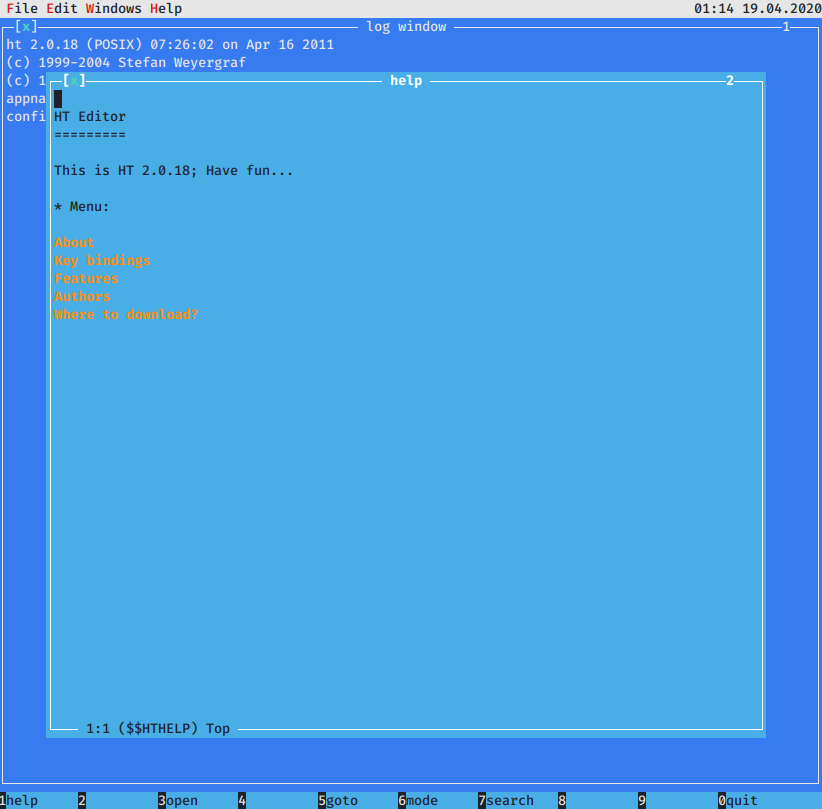 File Edit Windows Help 01:14 19.04.2020
[x] log window 1
ht 2.0.18 (POSIX) 07:26:02 on Apr 16 2011
(c) 1999-2004 Stefan Weyergraf
(c) 1
[x] help 2
appna
confi
HT Editor
=========
This is HT 2.0.18; Have fun...
* Menu:
About
Key bindings
Features
Authors
Where to download?
1:1 ($$HTHELP) Top
1help 2 3open 4 5goto 6mode 7search 8 9 0quit